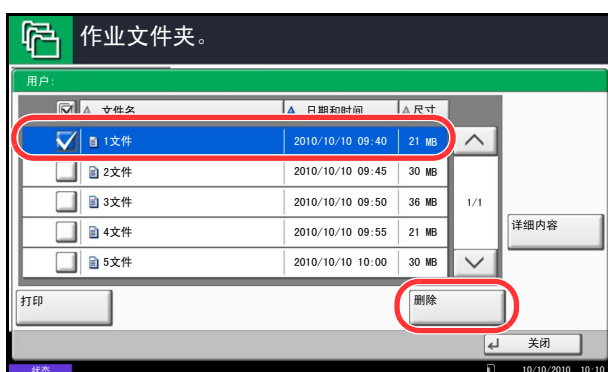 作业文件夹。
用户:
文件名 日期和时间 尺寸
1文件 2010/10/10 09:40 21 MB
2文件 2010/10/10 09:45 30 MB
3文件 2010/10/10 09:50 36 MB 1/1
4文件 2010/10/10 09:55 21 MB 详细内容
5文件 2010/10/10 10:00 30 MB
打印 删除
关闭
状态 10/10/2010 10:10